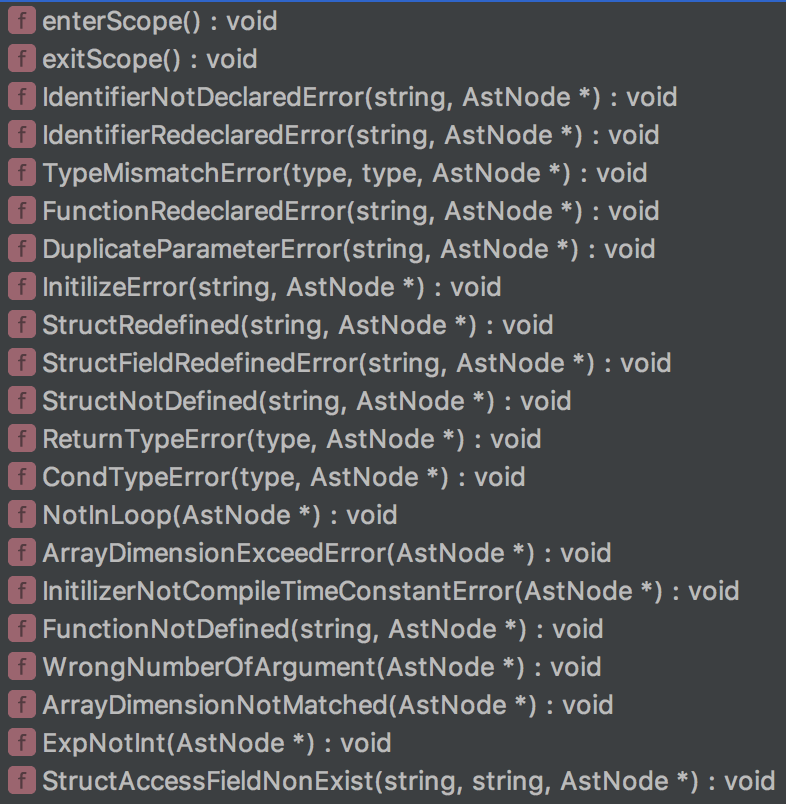 f enterScope() : void
f exitScope() : void
f IdentifierNotDeclaredError(string, AstNode *) : void
f IdentifierRedeclaredError(string, AstNode *) : void
f TypeMismatchError(type, type, AstNode *) : void
f FunctionRedeclaredError(string, AstNode *) : void
f DuplicateParameterError(string, AstNode *) : void
f InitilizeError(string, AstNode *) : void
f StructRedefined(string, AstNode *) : void
f StructFieldRedefinedError(string, AstNode *) : void
f StructNotDefined(string, AstNode *) : void
f ReturnTypeError(type, AstNode *) : void
f CondTypeError(type, AstNode *) : void
f NotInLoop(AstNode *) : void
f ArrayDimensionExceedError(AstNode *) : void
f InitilizerNotCompileTimeConstantError(AstNode *) : void
f FunctionNotDefined(string, AstNode *) : void
f WrongNumberOfArgument(AstNode *) : void
f ArrayDimensionNotMatched(AstNode *) : void
f ExpNotInt(AstNode *) : void
f StructAccessFieldNonExist(string, string, AstNode *) : void